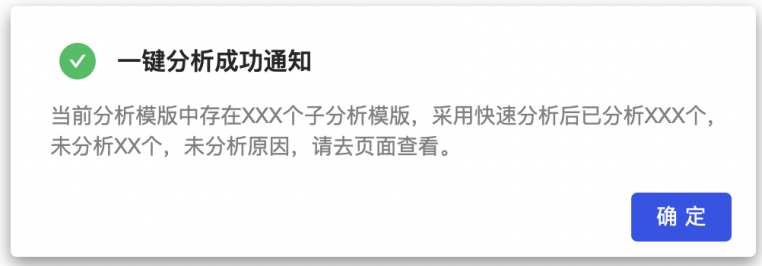 一键分析成功通知
当前分析模版中存在XXX个子分析模版，采用快速分析后已分析XXX个，
未分析XX个，未分析原因，请去页面查看。
确 定